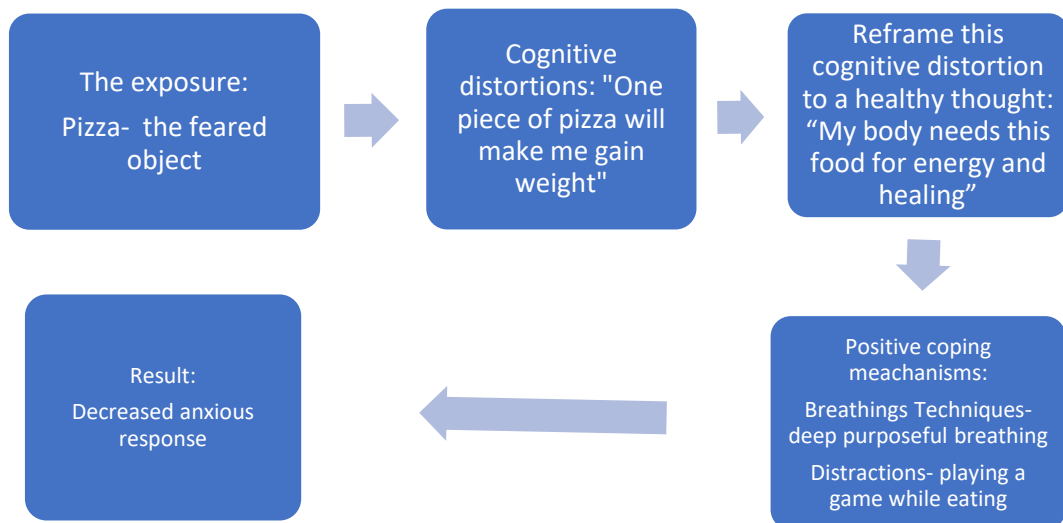 The exposure:
Pizza- the feared
object
Cognitive
distortions: "One
piece of pizza will
make me gain
weight"
Reframe this
cognitive distortion
to a healthy thought:
“My body needs this
food for energy and
healing”
Positive coping
meachanisms:
Breathings Techniques-
deep purposeful breathing
Distractions- playing a
game while eating
Result:
Decreased anxious
response